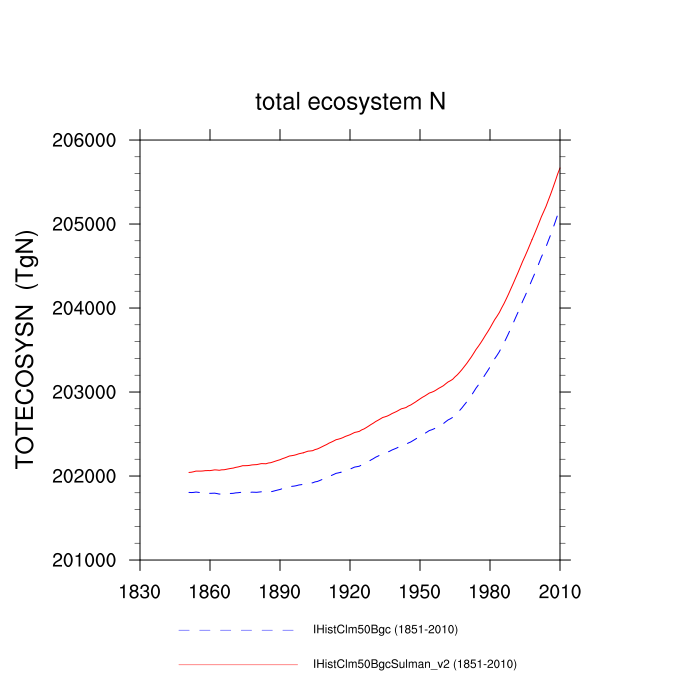 total ecosystem N
206000
205000
204000
203000
202000
201000
TOTECOSYSN (TgN)
1830 1860 1890 1920 1950 1980 2010
IHistClm50Bgc (1851-2010)
IHistClm50BgcSulman_v2 (1851-2010)